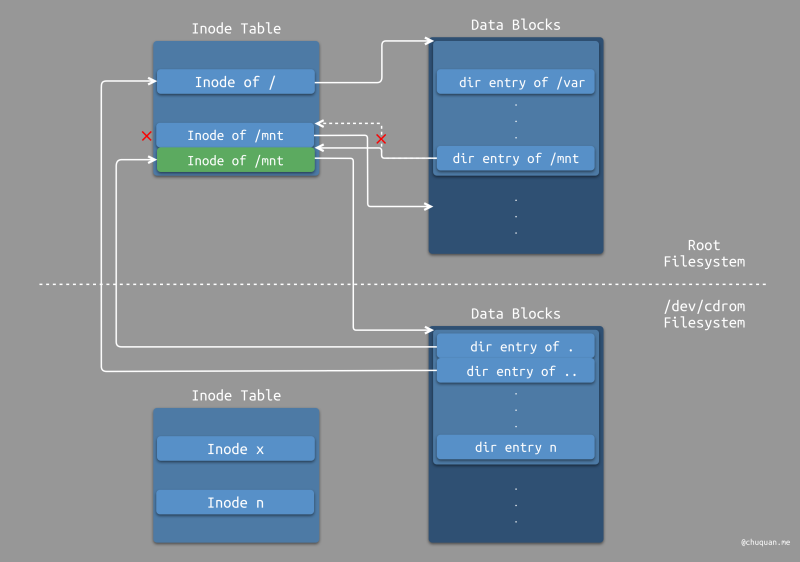 Inode Table
Inode of /
Inode of /mnt
Inode of /mnt
Data Blocks
dir entry of /var
.
.
.
dir entry of /mnt
.
.
.
Root
Filesystem
/dev/cdrom
Filesystem
Data Blocks
dir entry of .
dir entry of ..
.
.
.
dir entry n
.
.
.
Inode Table
Inode x
Inode n
@chuquan.me